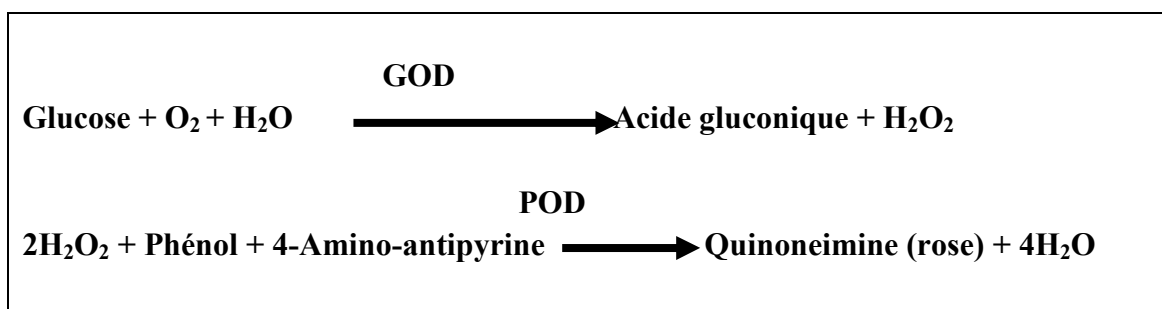 GOD
Glucose + O₂ + H₂O Acide gluconique + H₂O₂
POD
2H₂O₂ + Phénol + 4-Amino-antipyrine Quinoneimine (rose) + 4H₂O